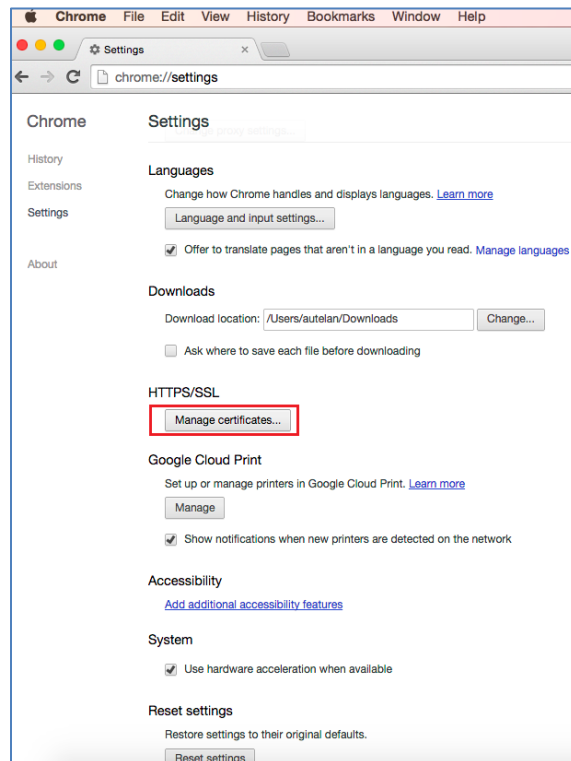 Chrome File Edit View History Bookmarks Window Help
Settings ×
chrome://settings
Chrome
History
Extensions
Settings
About
Settings
Change proxy settings...
Languages
Change how Chrome handles and displays languages. Learn more
Language and input settings...
Offer to translate pages that aren't in a language you read. Manage languages
Downloads
Download location: /Users/autelan/Downloads Change...
Ask where to save each file before downloading
HTTPS/SSL
Manage certificates...
Google Cloud Print
Set up or manage printers in Google Cloud Print. Learn more
Manage
Show notifications when new printers are detected on the network
Accessibility
Add additional accessibility features
System
Use hardware acceleration when available
Reset settings
Restore settings to their original defaults.
Reset settings